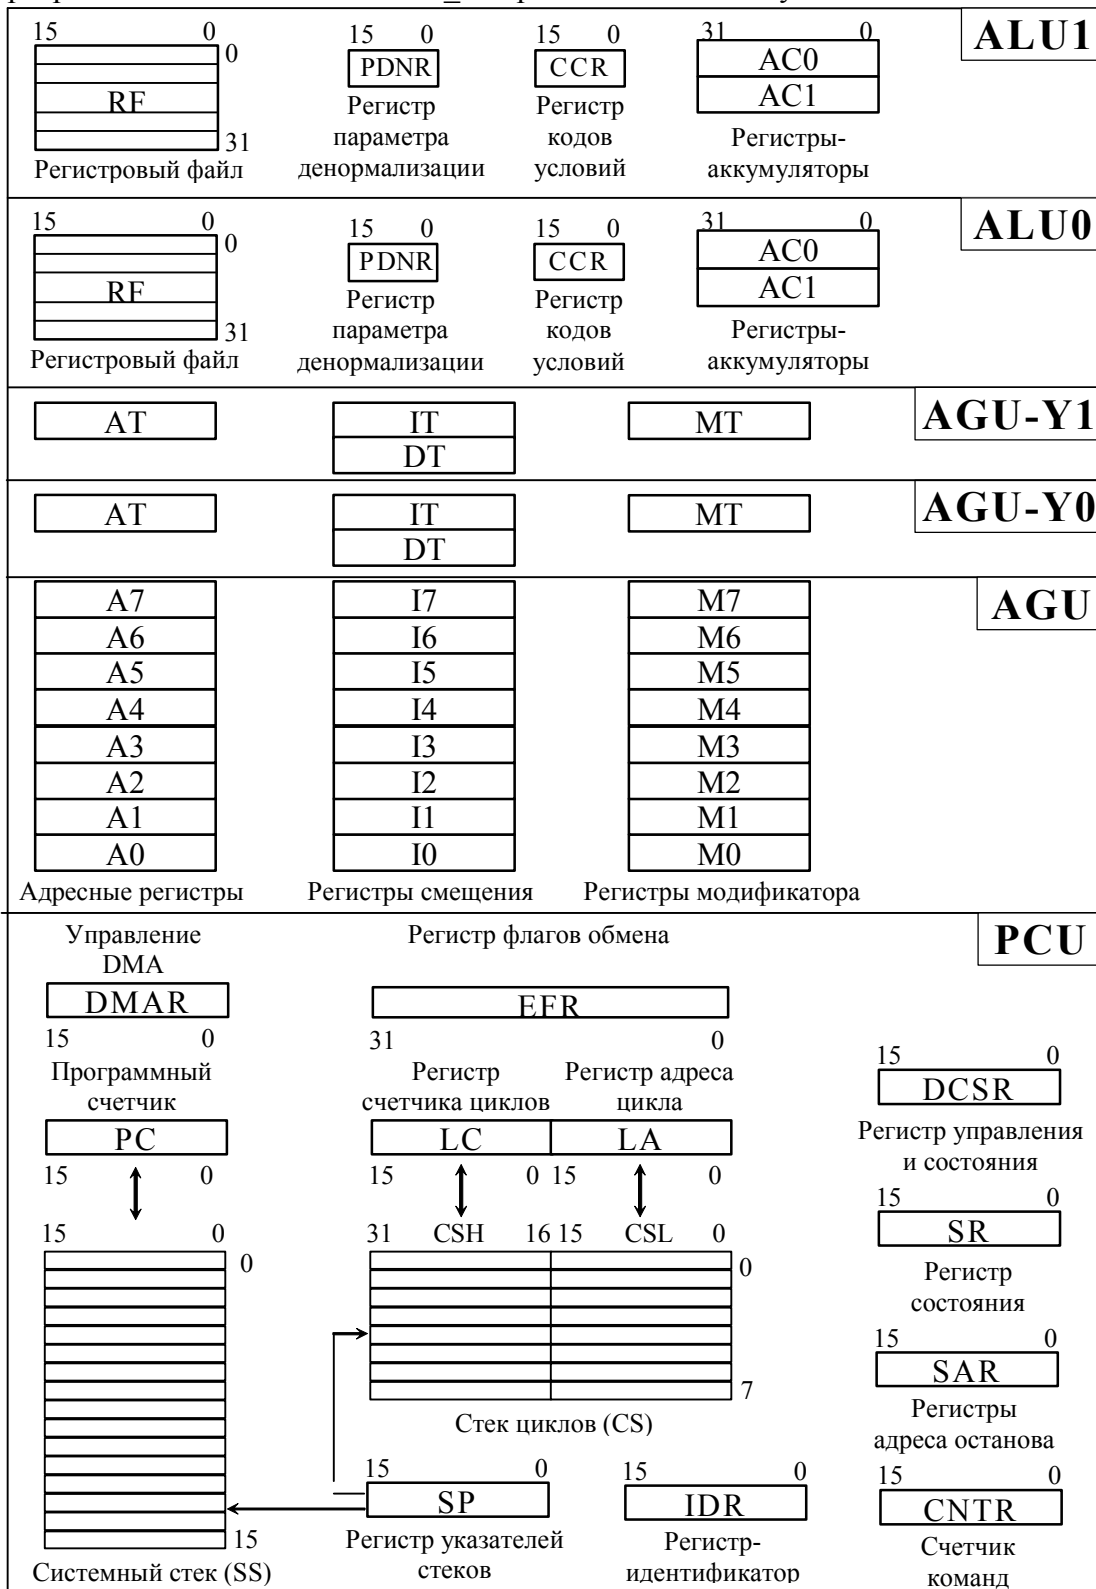 15 0 15 0 15 0 31 0 ALU1
0
RF PDNR CCR AC0
AC1
31
Регистровый файл
Регистр
параметра
денормализации
Регистр
кодов
условий
Регистры-
аккумуляторы
15 0 15 0 15 0 31 0 ALU0
0
RF PDNR CCR AC0
AC1
31
Регистровый файл
Регистр
параметра
денормализации
Регистр
кодов
условий
Регистры-
аккумуляторы
AT IT MT AGU-Y1
DT
AT IT MT AGU-Y0
DT
A7 I7 M7 AGU
A6 I6 M6
A5 I5 M5
A4 I4 M4
A3 I3 M3
A2 I2 M2
A1 I1 M1
A0 I0 M0
Адресные регистры Регистры смещения Регистры модификатора
PCU
Управление
DMA
DMAR
15 0
Регистр флагов обмена
EFR
31 0
Программный
счетчик
PC
15 0
Регистр
счетчика циклов
LC
15 0
Регистр адреса
цикла
LA
15 0
15 0
DCSR
Регистр управления
и состояния
15 0
0
15
Системный стек (SS)
31 CSH 16 15 CSL 0
0
7
Стек циклов (CS)
15 0
SR
Регистр
состояния
15 0
SAR
Регистры
адреса останова
15 0
SP
Регистр указателей
стеков
15 0
IDR
Регистр-
идентификатор
15 0
CNTR
Счетчик
команд